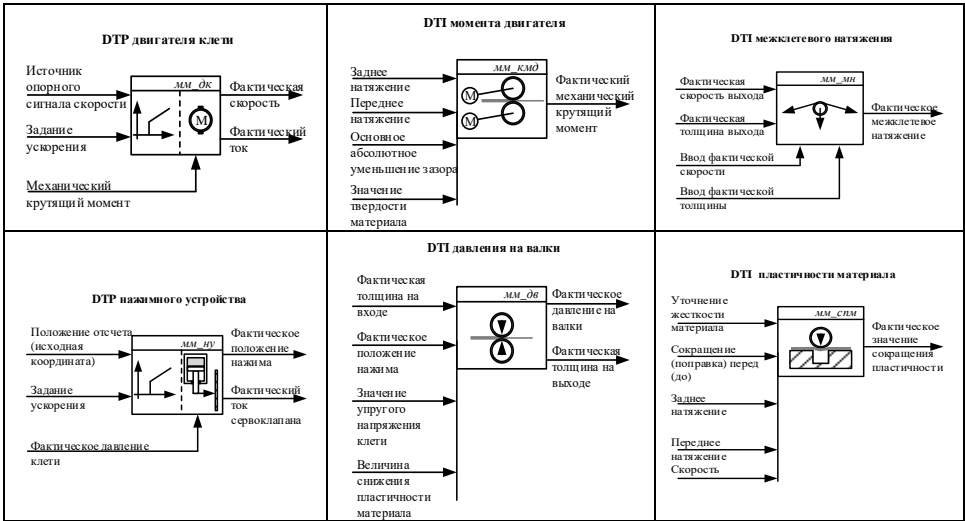 DTP двигателя клети
Источник
опорного
сигнала скорости
Задание
ускорения
Механический
крутящий момент
мм_дк
М
Фактическая
скорость
Фактический
ток
DTI момента двигателя
Заднее
натяжение
Переднее
натяжение
Основное
абсолютное
уменьшение зазора
Значение
твердости
материала
мм_кмд
М
М
Фактический
механический
крутящий
момент
DTI межклетевого натяжения
Фактическая
скорость выхода
Фактическая
толщина выхода
Ввод фактической
скорости
Ввод фактической
толщины
мм_мн
Фактическое
межклетевое
натяжение
DTP нажимного устройства
Положение отсчета
(исходная
координата)
Задание
ускорения
Фактическое давление
клети
мм_ну
Фактическое
положение
нажима
Фактический
ток
сервоклапана
DTI давления на валки
Фактическая
толщина на
входе
Фактическое
положение
нажима
Значение
упругого
напряжения
клети
Величина
снижения
пластичности
материала
мм_дв
Фактическое
давление на
валки
Фактическая
толщина на
выходе
DTI пластичности материала
Уточнение
жесткости
материала
Сокращение
(поправка) перед
(до)
Заднее
натяжение
Переднее
натяжение
Скорость
мм_спм
Фактическое
значение
сокращения
пластичности